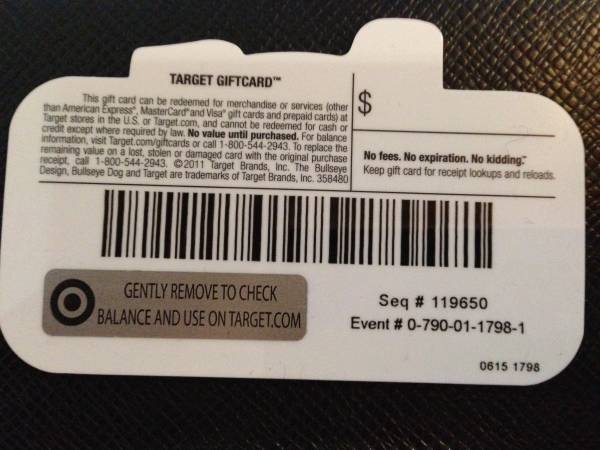 TARGET GIFTCARD™
This gift card can be redeemed for merchandise or services (other
than American Express®, MasterCard®and Visa® gift cards and prepaid cards) at
Target stores in the U.S. or Target.com, and cannot be redeemed for cash or
credit except where required by law. No value until purchased. For balance
information, visit Target.com/giftcards or call 1-800-544-2943. To replace the
remaining value on a lost, stolen or damaged card with the original purchase
receipt, call 1-800-544-2943. ©2011 Target Brands, Inc. The Bullseye
Design, Bullseye Dog and Target are trademarks of Target Brands, Inc. 358480
$
No fees. No expiration. No kidding.℠
Keep gift card for receipt lookups and reloads.
GENTLY REMOVE TO CHECK
BALANCE AND USE ON TARGET.COM
Seq # 119650
Event # 0-790-01-1798-1
0615 1798